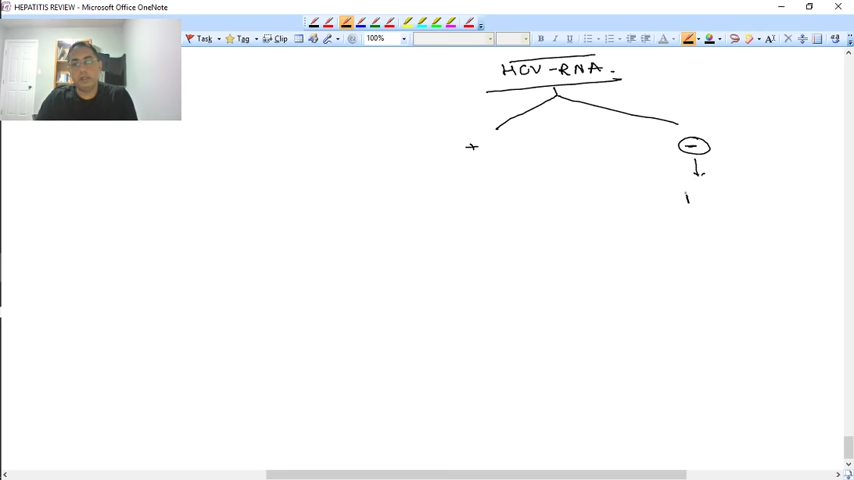 HEPATITIS REVIEW - Microsoft Office OneNote
Task Tag Clip 100% B I U
HCV-RNA.
+ -
i